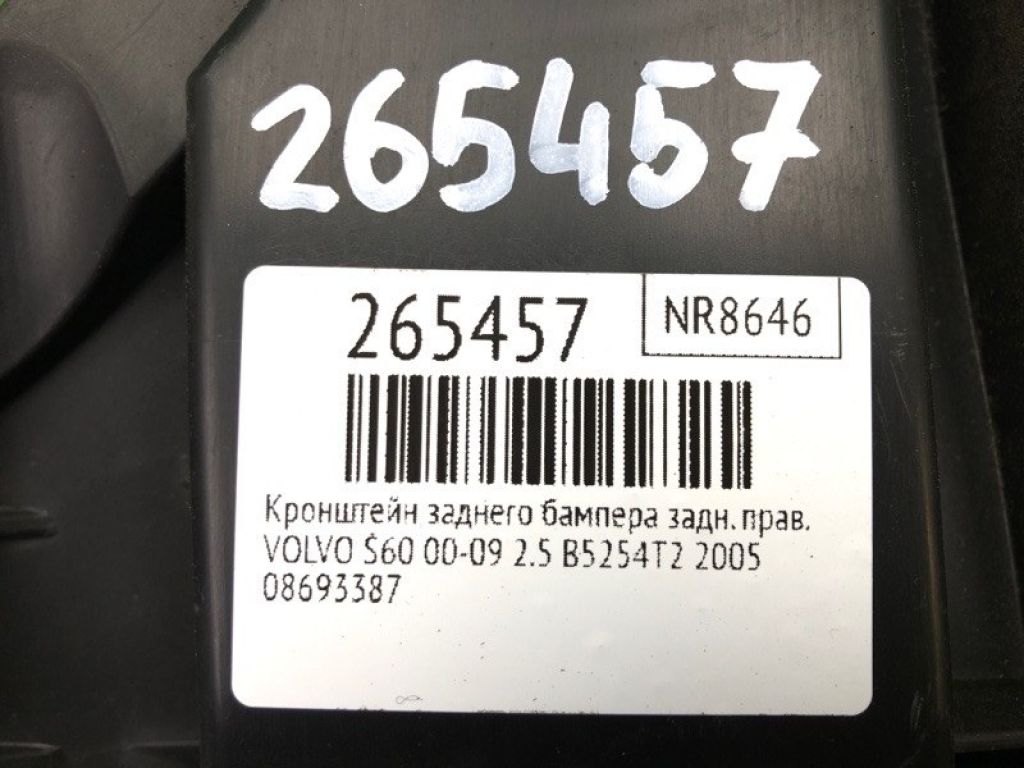 265457
265457
NR8646
Кронштейн заднего бампера задн. прав.
VOLVO S60 00-09 2.5 B5254T2 2005
08693387